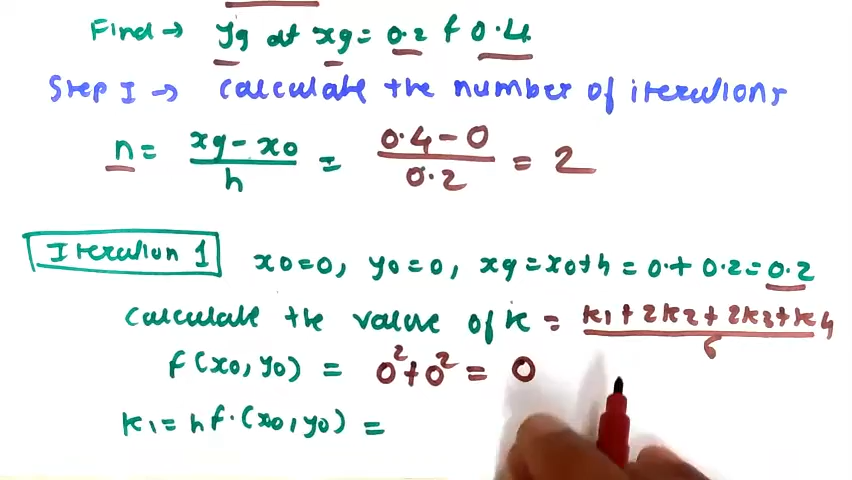 Find → yg at xg = 0.2 f 0.4
Step I → calculate the number of iterations
n = xg - x0 / h = 0.4 - 0 / 0.2 = 2
Iteration 1 x0=0, y0=0, xg=x0+h=0+0.2=0.2
calculate the value of K = K1+2K2+2K3+K4 / 6
f(x0, y0) = 0²+0² = 0
K1 = hf.(x0, y0) =